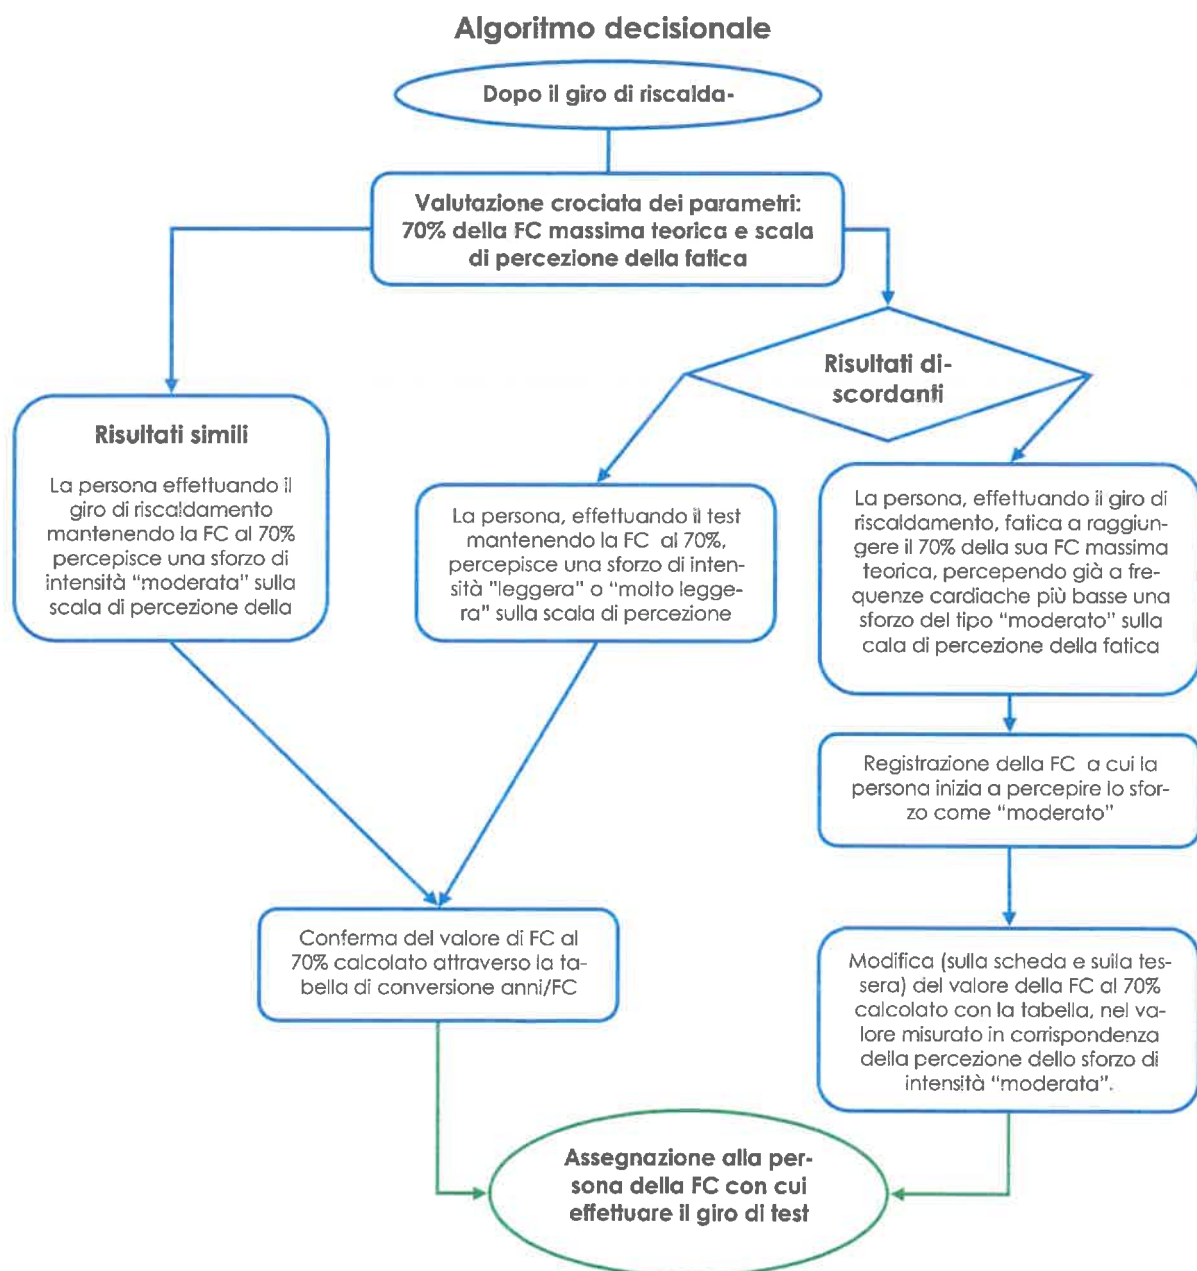 Algoritmo decisionale
Dopo il giro di riscalda-
Valutazione crociata dei parametri:
70% della FC massima teorica e scala
di percezione della fatica
Risultati di-
scordanti
Risultati simili
La persona effettuando il
giro di riscaldamento
mantenendo la FC al 70%
percepisce una sforzo di
intensità “moderata” sulla
scala di percezione della
La persona, effettuando il test
mantenendo la FC al 70%,
percepisce una sforzo di inten-
sità "leggera" o “molto legge-
ra" sulla scala di percezione
La persona, effettuando il giro di
riscaldamento, fatica a raggiun-
gere il 70% della sua FC massima
teorica, percependo già a fre-
quenze cardiache più basse una
sforzo del tipo “moderato” sulla
cala di percezione della fatica
Registrazione della FC a cui la
persona inizia a percepire lo sfor-
zo come “moderato”
Conferma del valore di FC al
70% calcolato attraverso la ta-
bella di conversione anni/FC
Modifica (sulla scheda e sulla tes-
sera) del valore della FC al 70%
calcolato con la tabella, nel va-
lore misurato in corrispondenza
della percezione dello sforzo di
intensità “moderata”.
Assegnazione alla per-
sona della FC con cui
effettuare il giro di test